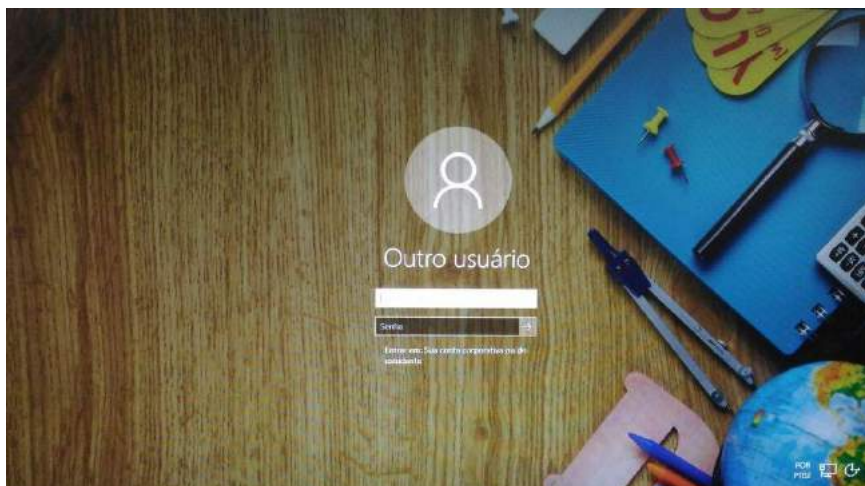 Outro usuário
Senha
Entrar em: Sua conta corporativa ou de
estudante
POR
PTB2